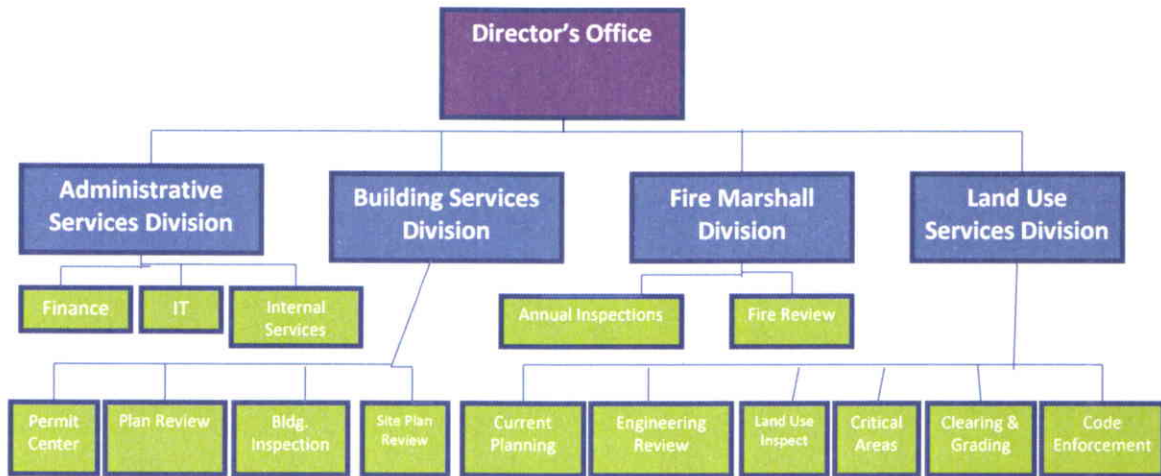 Director's Office
Administrative
Services Division
Building Services
Division
Fire Marshall
Division
Land Use
Services Division
Finance
IT
Internal
Services
Annual Inspections
Fire Review
Permit
Center
Plan Review
Bldg.
Inspection
Site Plan
Review
Current
Planning
Engineering
Review
Land Use
Inspect
Critical
Areas
Clearing &
Grading
Code
Enforcement